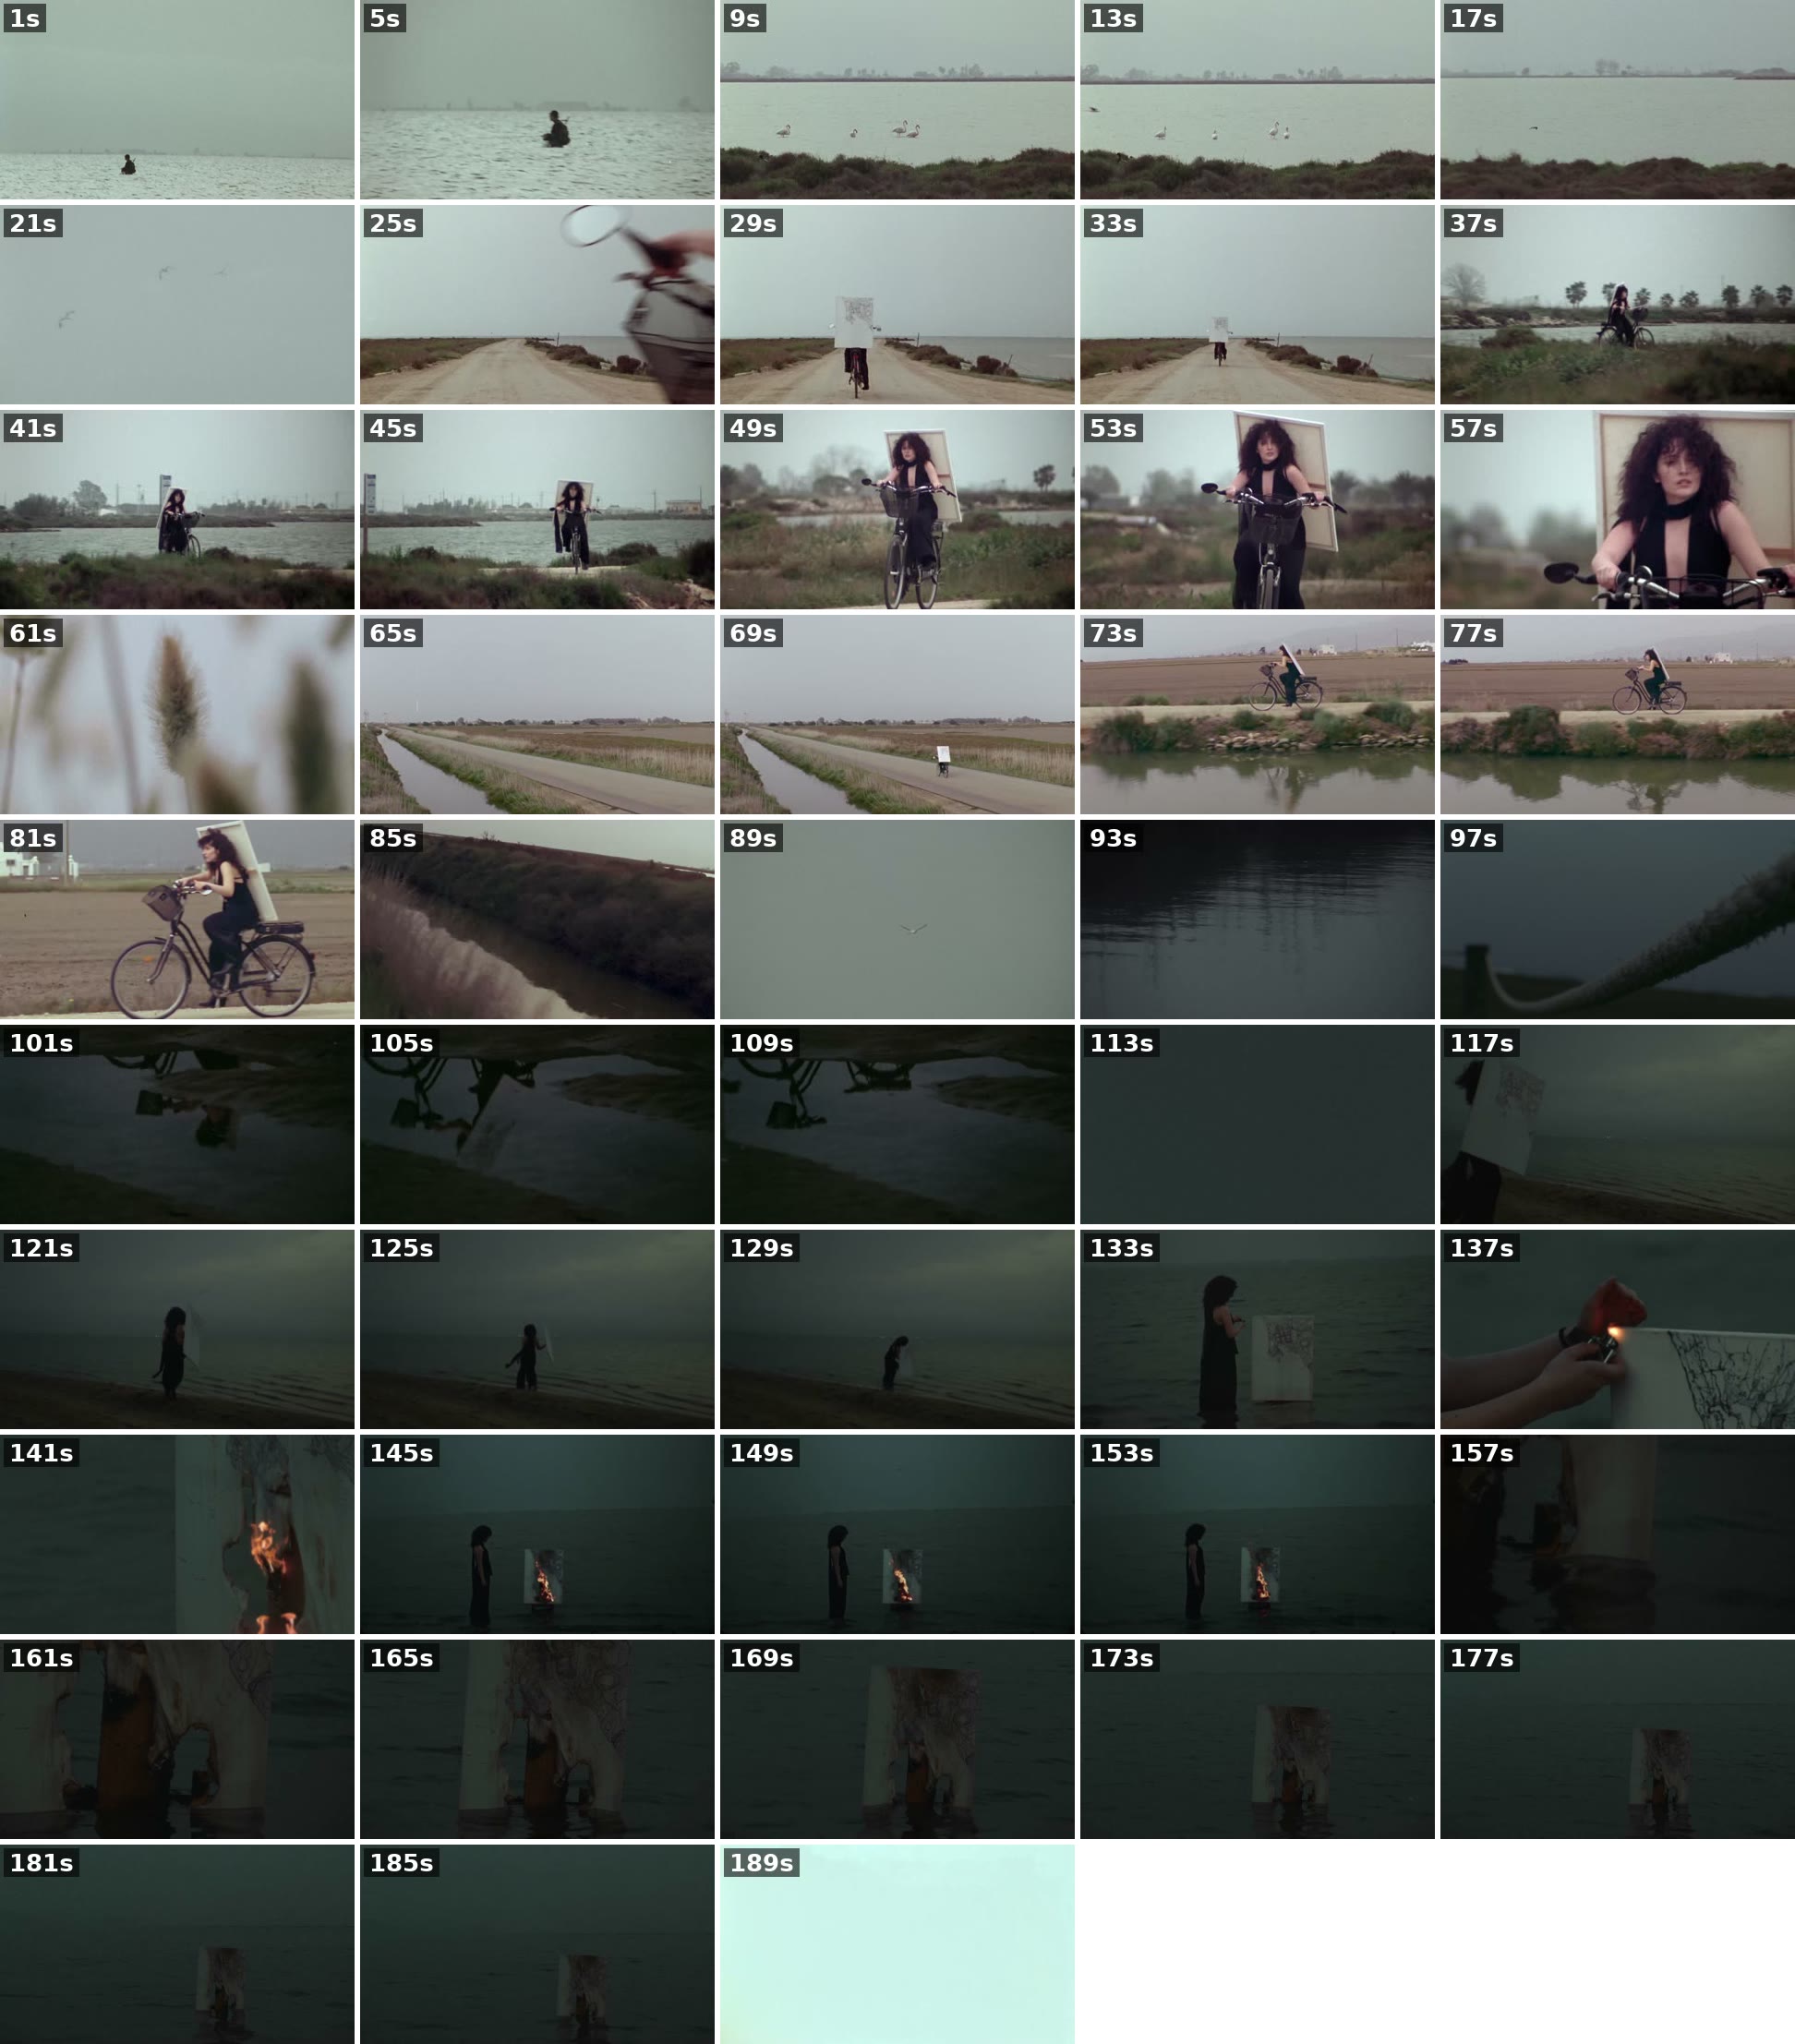 1s 5s 9s 13s 17s
21s 25s 29s 33s 37s
41s 45s 49s 53s 57s
61s 65s 69s 73s 77s
81s 85s 89s 93s 97s
101s 105s 109s 113s 117s
121s 125s 129s 133s 137s
141s 145s 149s 153s 157s
161s 165s 169s 173s 177s
181s 185s 189s